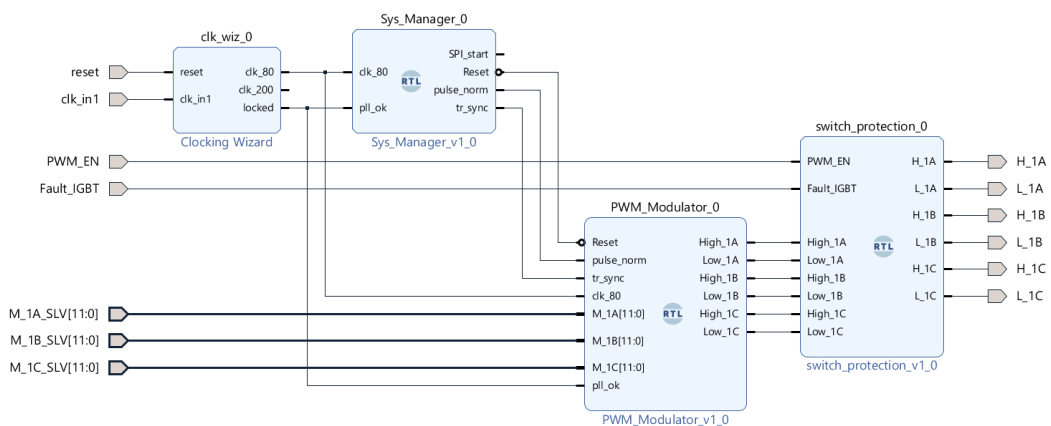 Sys_Manager_0
clk_wiz_0
SPI_start
reset
reset
clk_80
clk_80
Reset
RTL
clk_200
pulse_norm
clk_in1
clk_in1
locked
pll_ok
tr_sync
Clocking Wizard
Sys_Manager_v1_0
switch_protection_0
PWM_EN
PWM_EN
H_1A
H_1A
Fault_IGBT
Fault_IGBT
L_1A
L_1A
PWM_Modulator_0
H_1B
H_1B
Reset
High_1A
High_1A
RTL
L_1B
L_1B
pulse_norm
Low_1A
Low_1A
H_1C
H_1C
tr_sync
High_1B
High_1B
clk_80
Low_1B
Low_1B
L_1C
L_1C
M_1A_SLV[11:0]
M_1A[11:0]
RTL
High_1C
High_1C
Low_1C
Low_1C
M_1B_SLV[11:0]
M_1B[11:0]
M_1C_SLV[11:0]
M_1C[11:0]
switch_protection_v1_0
pll_ok
PWM_Modulator_v1_0